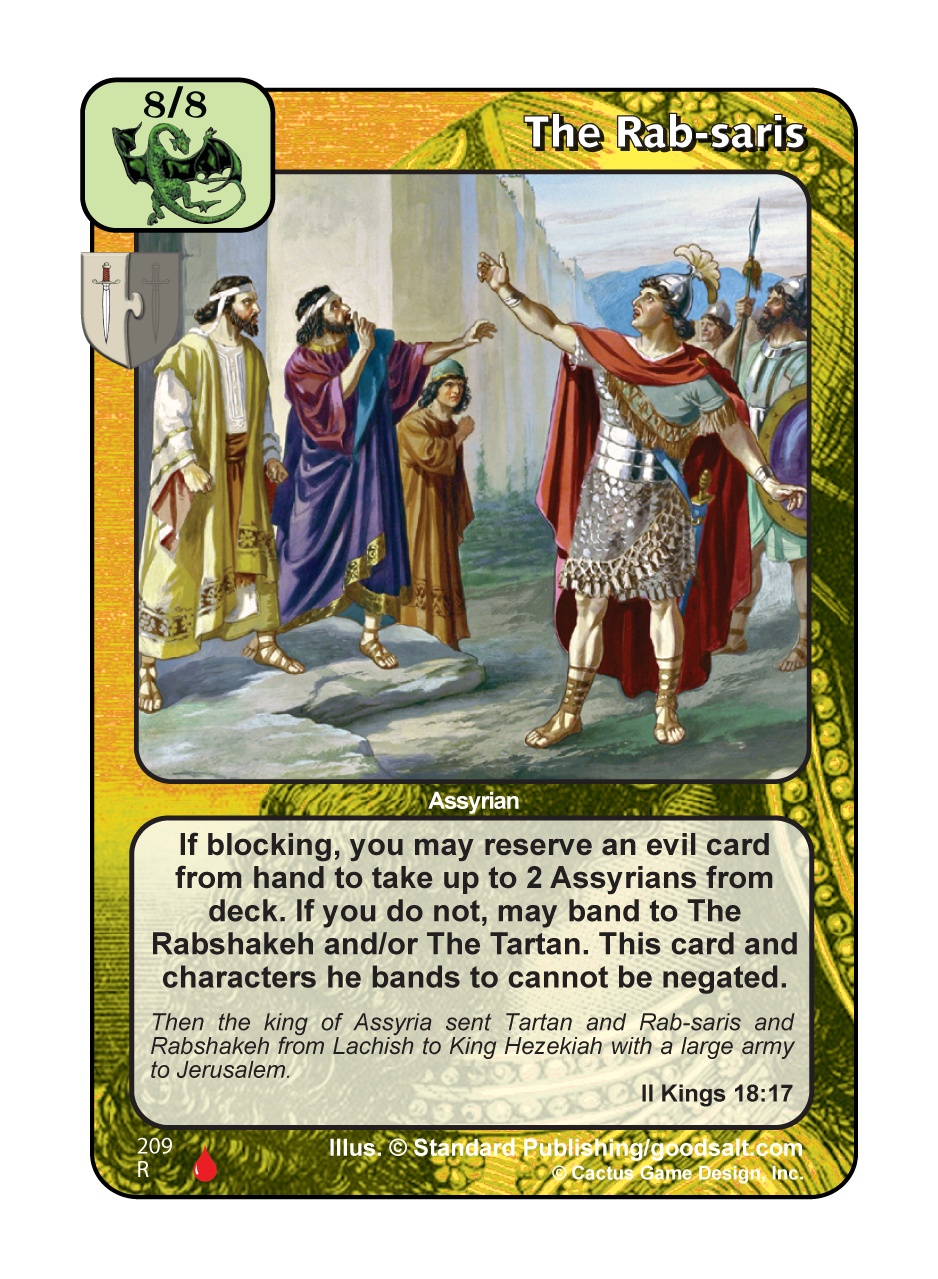 8/8
The Rab-saris
Assyrian
If blocking, you may reserve an evil card
from hand to take up to 2 Assyrians from
deck. If you do not, may band to The
Rabshakeh and/or The Tartan. This card and
characters he bands to cannot be negated.
Then the king of Assyria sent Tartan and Rab-saris and
Rabshakeh from Lachish to King Hezekiah with a large army
to Jerusalem.
II Kings 18:17
209
R
Illus. © Standard Publishing/goodsalt.com
© Cactus Game Design, Inc.